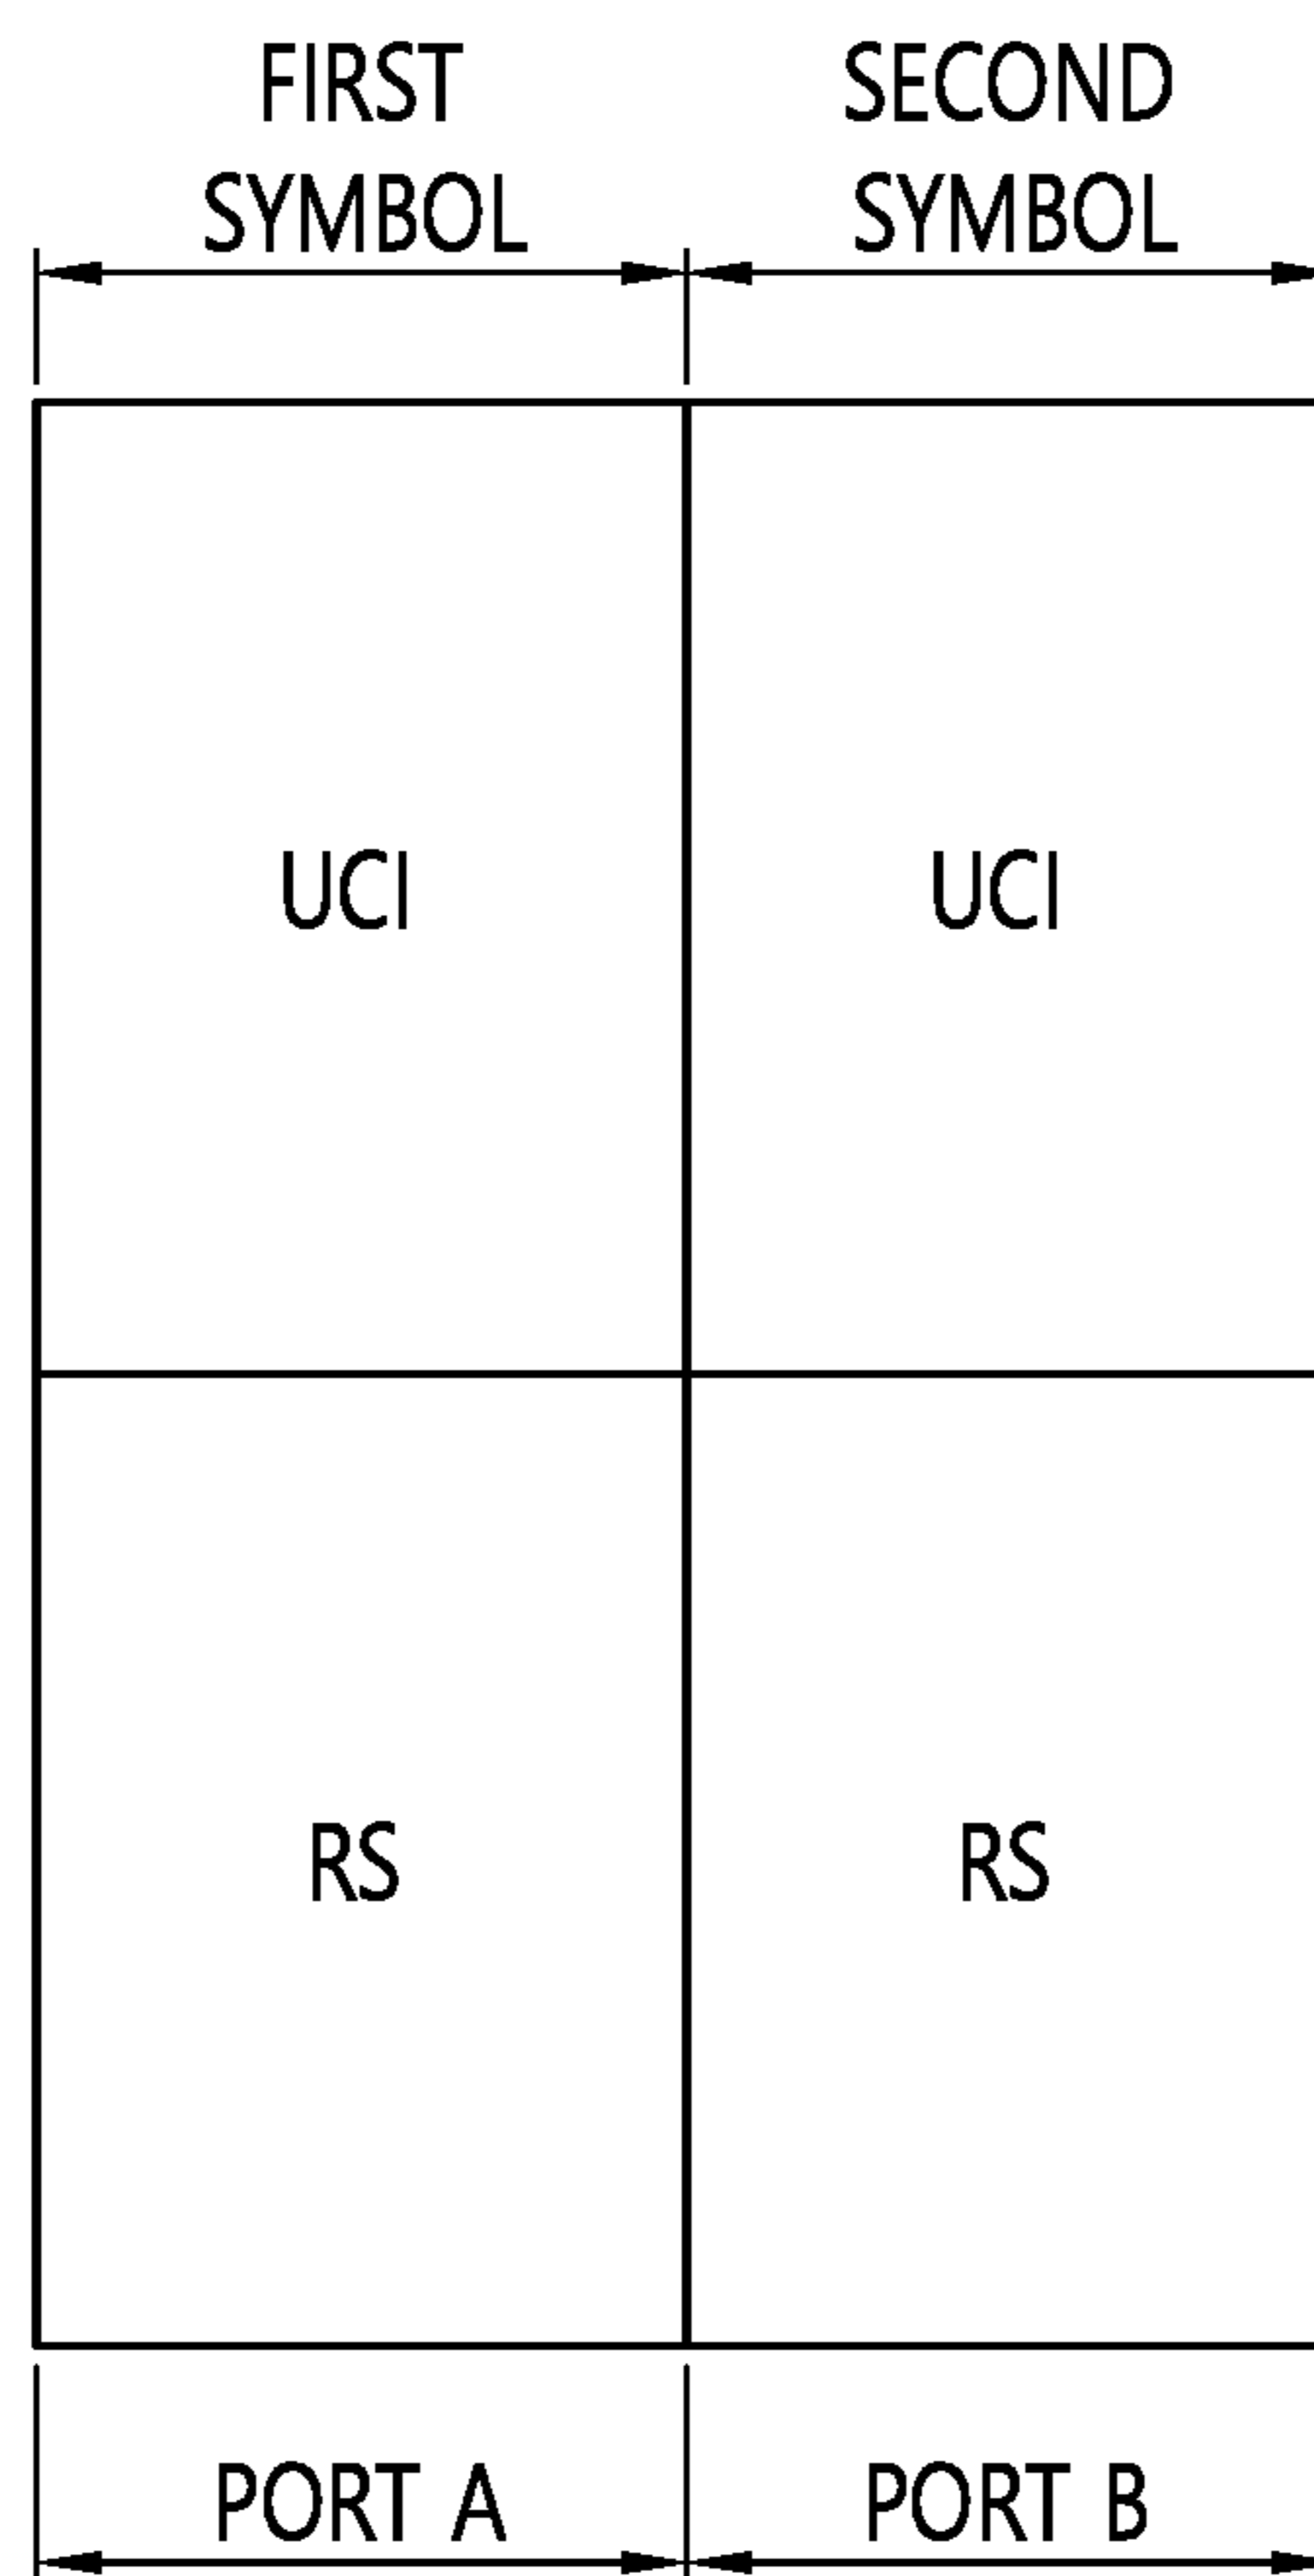 FIRST SYMBOL
SECOND SYMBOL
UCI UCI
RS RS
PORT A PORT B